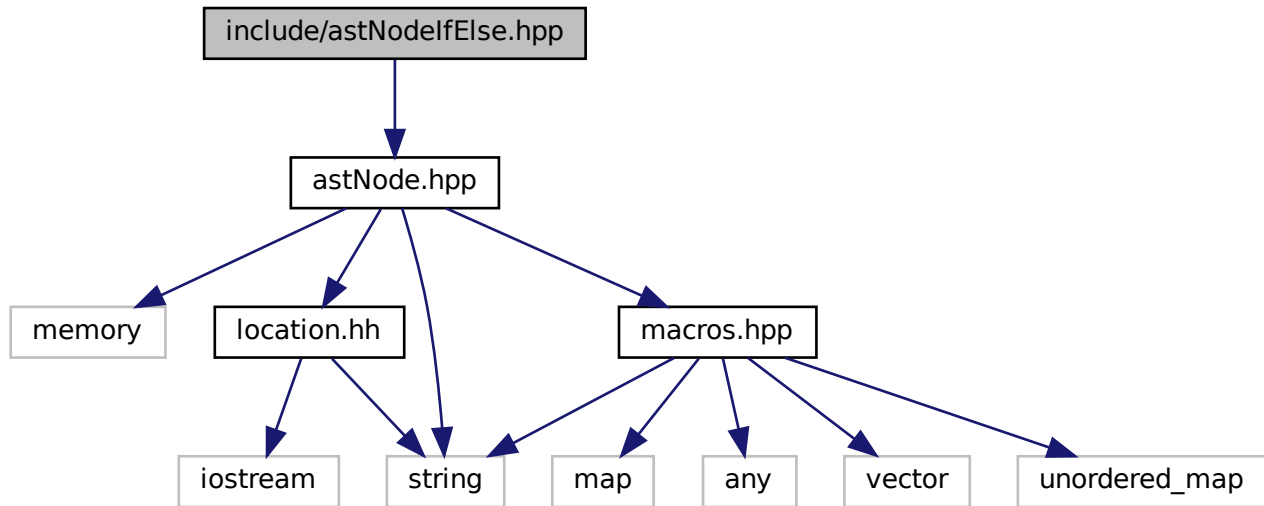 include/astNodeIfElse.hpp
astNode.hpp
memory
location.hh
macros.hpp
iostream
string
map
any
vector
unordered_map